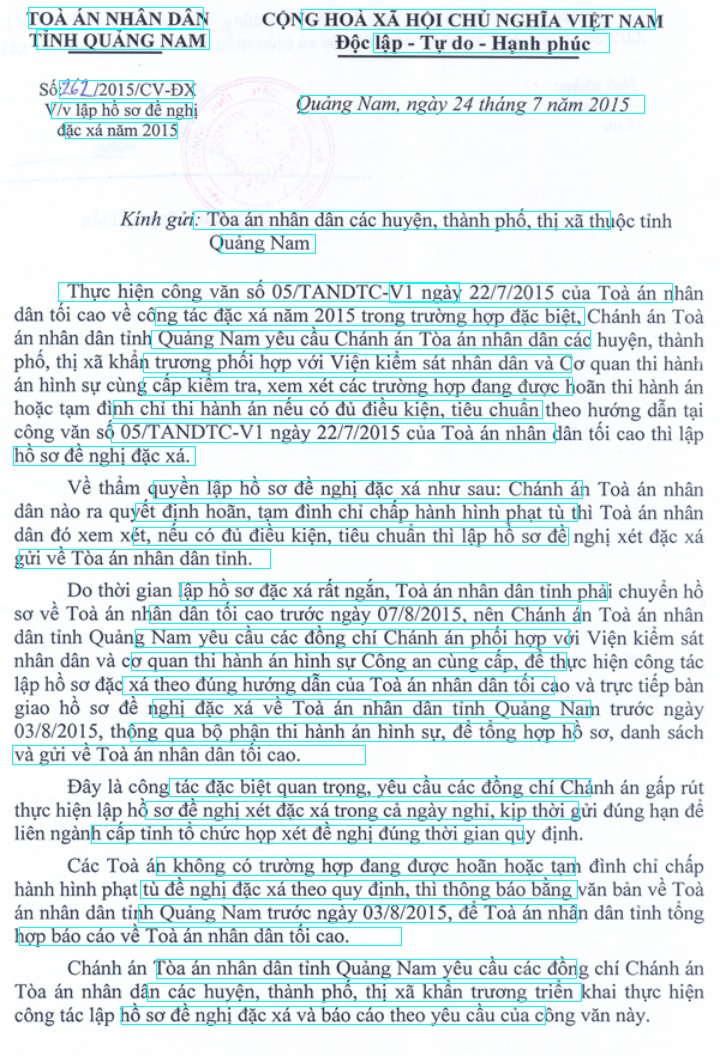 TOÀ ÁN NHÂN DÂN
TỈNH QUẢNG NAM
CỘNG HOÀ XÃ HỘI CHỦ NGHĨA VIỆT NAM
Độc lập - Tự do - Hạnh phúc
Số:262/2015/CV-ĐX
V/v lập hồ sơ đề nghị
đặc xá năm 2015
Quảng Nam, ngày 24 tháng 7 năm 2015
Kính gửi: Tòa án nhân dân các huyện, thành phố, thị xã thuộc tỉnh
Quảng Nam
Thực hiện công văn số 05/TANDTC-V1 ngày 22/7/2015 của Toà án nhân
dân tối cao về công tác đặc xá năm 2015 trong trường hợp đặc biệt, Chánh án Toà
án nhân dân tỉnh Quảng Nam yêu cầu Chánh án Tòa án nhân dân các huyện, thành
phố, thị xã khẩn trương phối hợp với Viện kiểm sát nhân dân và Cơ quan thi hành
án hình sự cùng cấp kiểm tra, xem xét các trường hợp đang được hoãn thi hành án
hoặc tạm đình chỉ thi hành án nếu có đủ điều kiện, tiêu chuẩn theo hướng dẫn tại
công văn số 05/TANDTC-V1 ngày 22/7/2015 của Toà án nhân dân tối cao thì lập
hồ sơ đề nghị đặc xá.
Về thẩm quyền lập hồ sơ đề nghị đặc xá như sau: Chánh án Toà án nhân
dân nào ra quyết định hoãn, tạm đình chỉ chấp hành hình phạt tù thì Toà án nhân
dân đó xem xét, nếu có đủ điều kiện, tiêu chuẩn thì lập hồ sơ đề nghị xét đặc xá
gửi về Tòa án nhân dân tỉnh.
Do thời gian lập hồ sơ đặc xá rất ngắn, Toà án nhân dân tỉnh phải chuyển hồ
sơ về Toà án nhân dân tối cao trước ngày 07/8/2015, nên Chánh án Toà án nhân
dân tỉnh Quảng Nam yêu cầu các đồng chí Chánh án phối hợp với Viện kiểm sát
nhân dân và cơ quan thi hành án hình sự Công an cùng cấp, để thực hiện công tác
lập hồ sơ đặc xá theo đúng hướng dẫn của Toà án nhân dân tối cao và trực tiếp bàn
giao hồ sơ đề nghị đặc xá về Toà án nhân dân tỉnh Quảng Nam trước ngày
03/8/2015, thông qua bộ phận thi hành án hình sự, để tổng hợp hồ sơ, danh sách
và gửi về Toà án nhân dân tối cao.
Đây là công tác đặc biệt quan trọng, yêu cầu các đồng chí Chánh án gấp rút
thực hiện lập hồ sơ đề nghị xét đặc xá trong cả ngày nghỉ, kịp thời gửi đúng hạn để
liên ngành cấp tỉnh tổ chức họp xét đề nghị đúng thời gian quy định.
Các Toà án không có trường hợp đang được hoãn hoặc tạm đình chỉ chấp
hành hình phạt tù đề nghị đặc xá theo quy định, thì thông báo bằng văn bản về Toà
án nhân dân tỉnh Quảng Nam trước ngày 03/8/2015, để Toà án nhân dân tỉnh tổng
hợp báo cáo về Toà án nhân dân tối cao.
Chánh án Tòa án nhân dân tỉnh Quảng Nam yêu cầu các đồng chí Chánh án
Tòa án nhân dân các huyện, thành phố, thị xã khẩn trương triển khai thực hiện
công tác lập hồ sơ đề nghị đặc xá và báo cáo theo yêu cầu của công văn này.